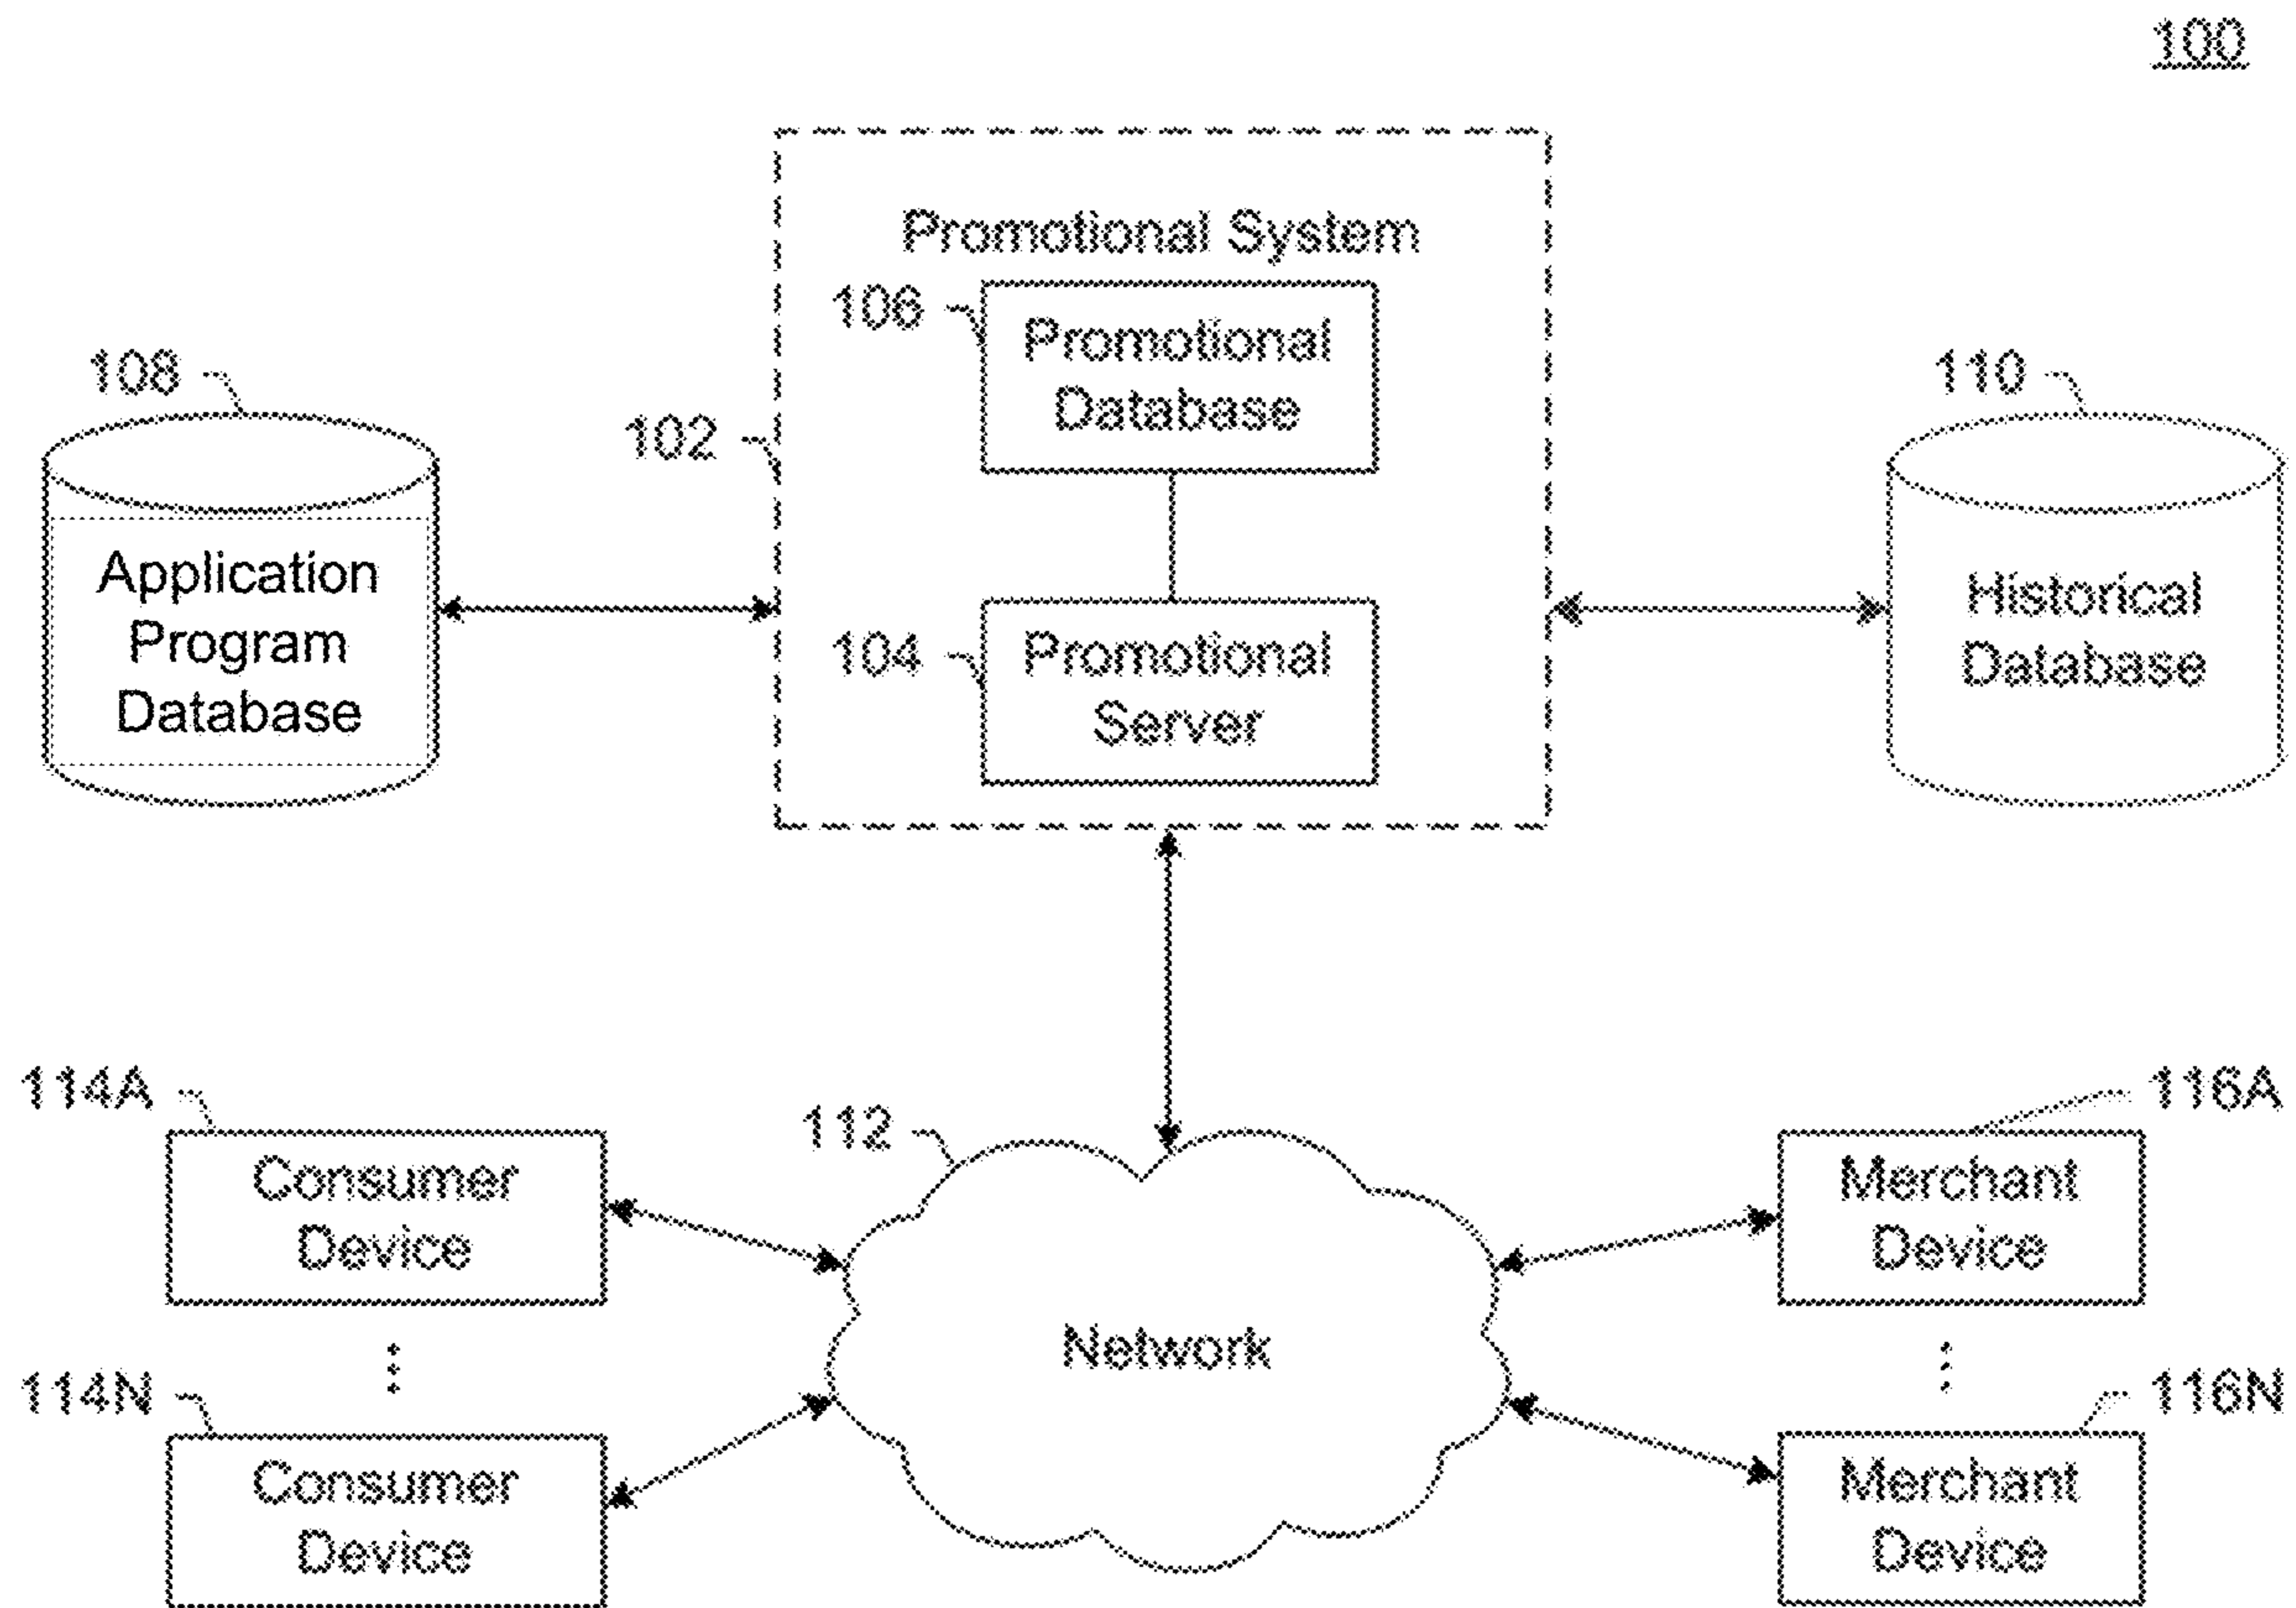 100
Promotional System
106
Promotional
Database
108
110
102
Application
Program
Database
Historical
Database
104
Promotional
Server
114A
112
116A
Consumer
Device
Merchant
Device
Network
114N
116N
Consumer
Device
Merchant
Device